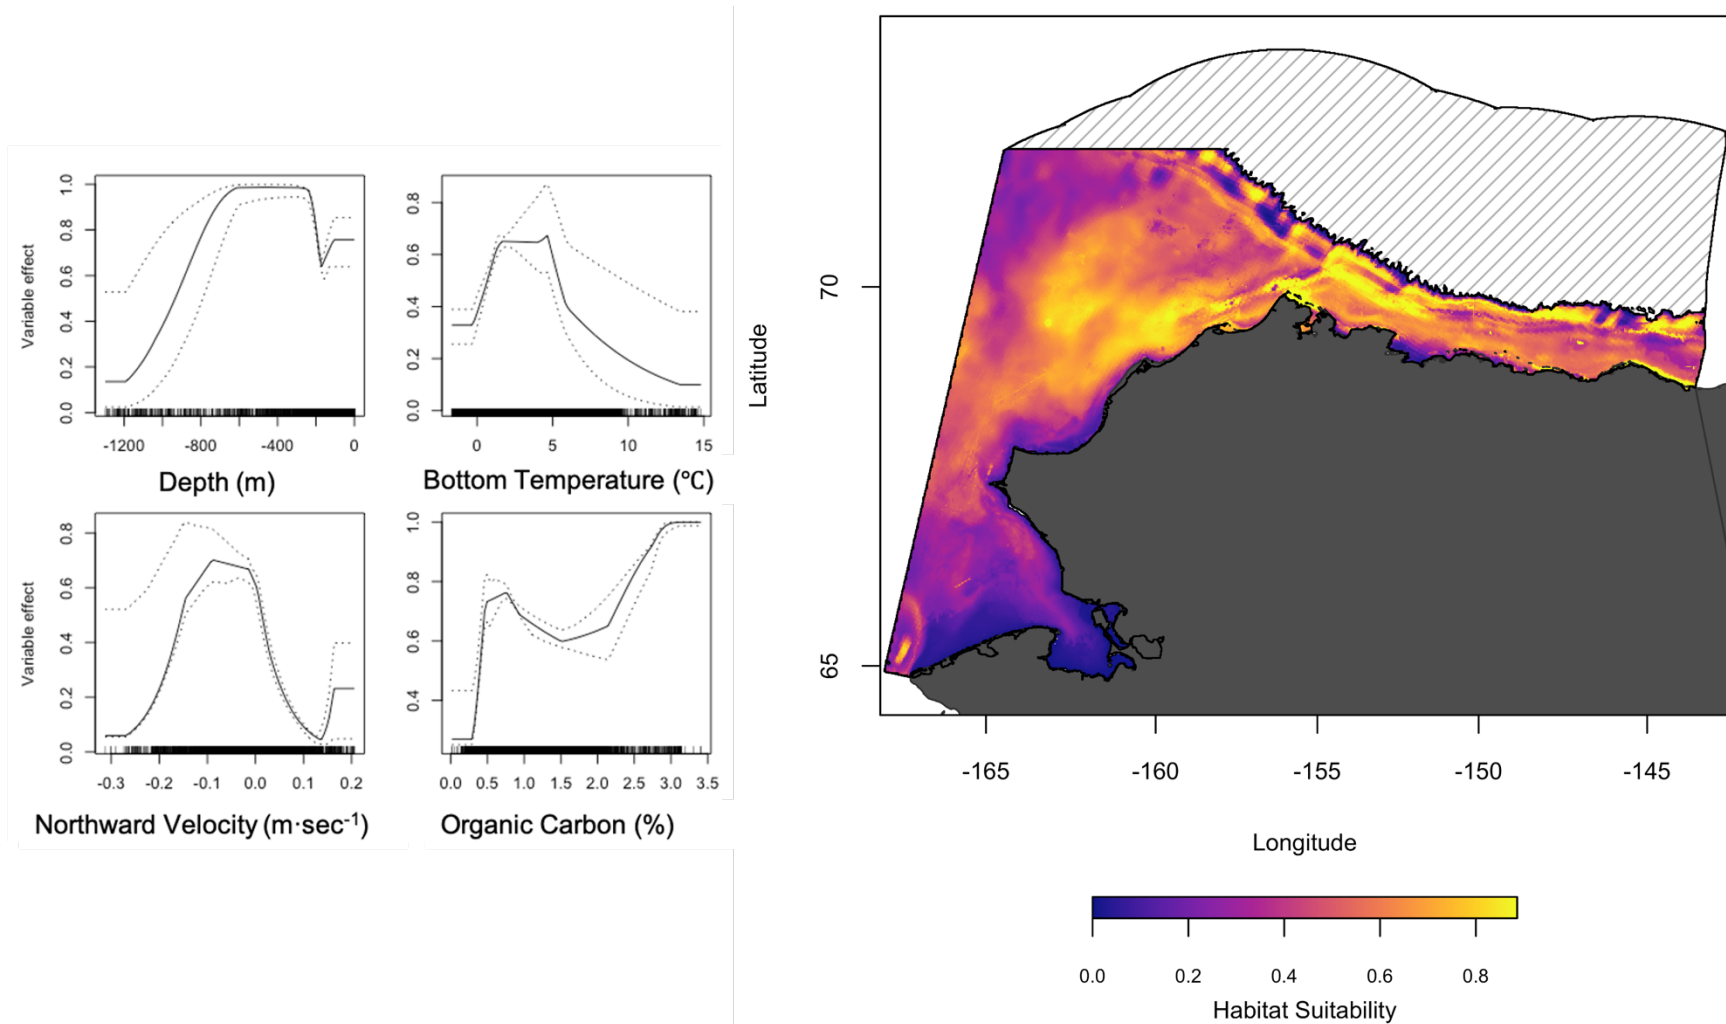 Variable effect
0.0 0.2 0.4 0.6 0.8 1.0
-1200 -800 -400 0
Depth (m)
0.0 0.2 0.4 0.6 0.8
0 5 10 15
Bottom Temperature (℃)
Variable effect
0.0 0.2 0.4 0.6 0.8
-0.3 -0.2 -0.1 0.0 0.1 0.2
Northward Velocity (m·sec⁻¹)
0.4 0.6 0.8 1.0
0.0 0.5 1.0 1.5 2.0 2.5 3.0 3.5
Organic Carbon (%)
Latitude
70
65
-165 -160 -155 -150 -145
Longitude
0.0 0.2 0.4 0.6 0.8
Habitat Suitability